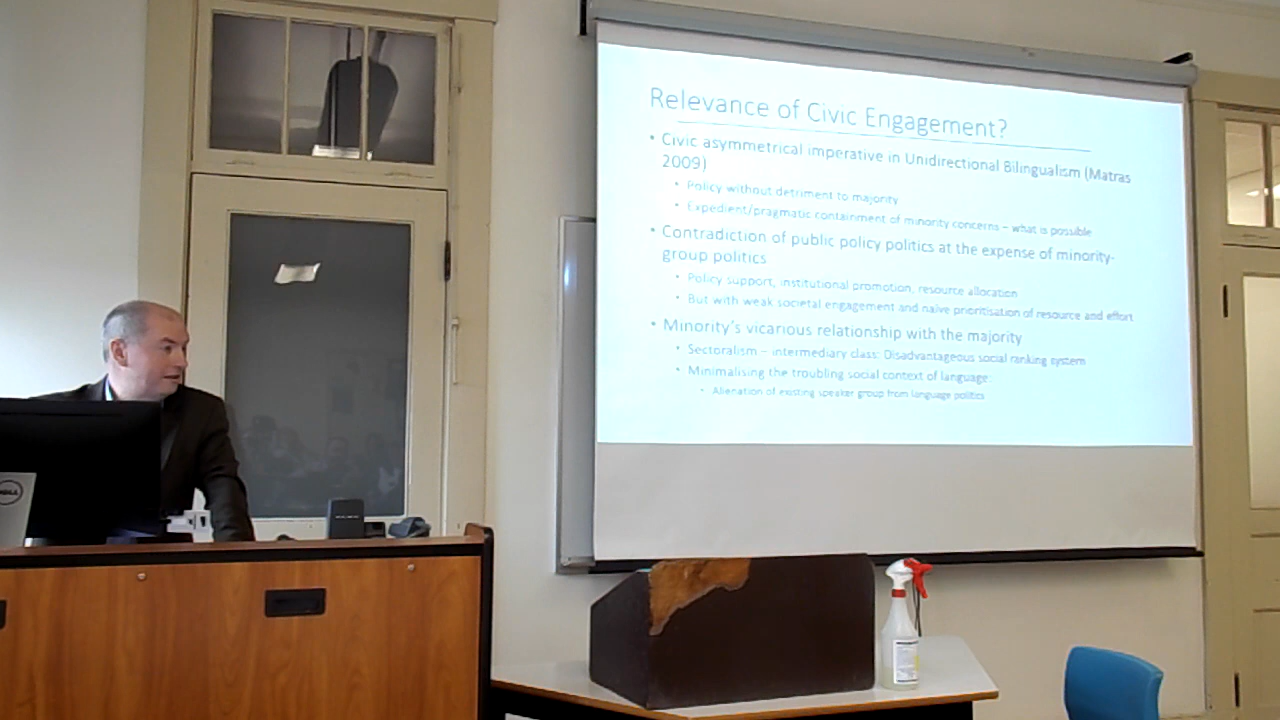 Relevance of Civic Engagement?
• Civic asymmetrical imperative in Unidirectional Bilingualism (Matras
2009)
• Policy without detriment to majority
• Expedient/pragmatic containment of minority concerns – what is possible
• Contradiction of public policy politics at the expense of minority-
group politics
• Policy support, institutional promotion, resource allocation
• But with weak societal engagement and naïve prioritisation of resource and effort
• Minority's vicarious relationship with the majority
• Sectoralism – intermediary class: Disadvantageous social ranking system
• Minimalising the troubling social context of language
• Alienation of existing speaker group from language politics
DELL